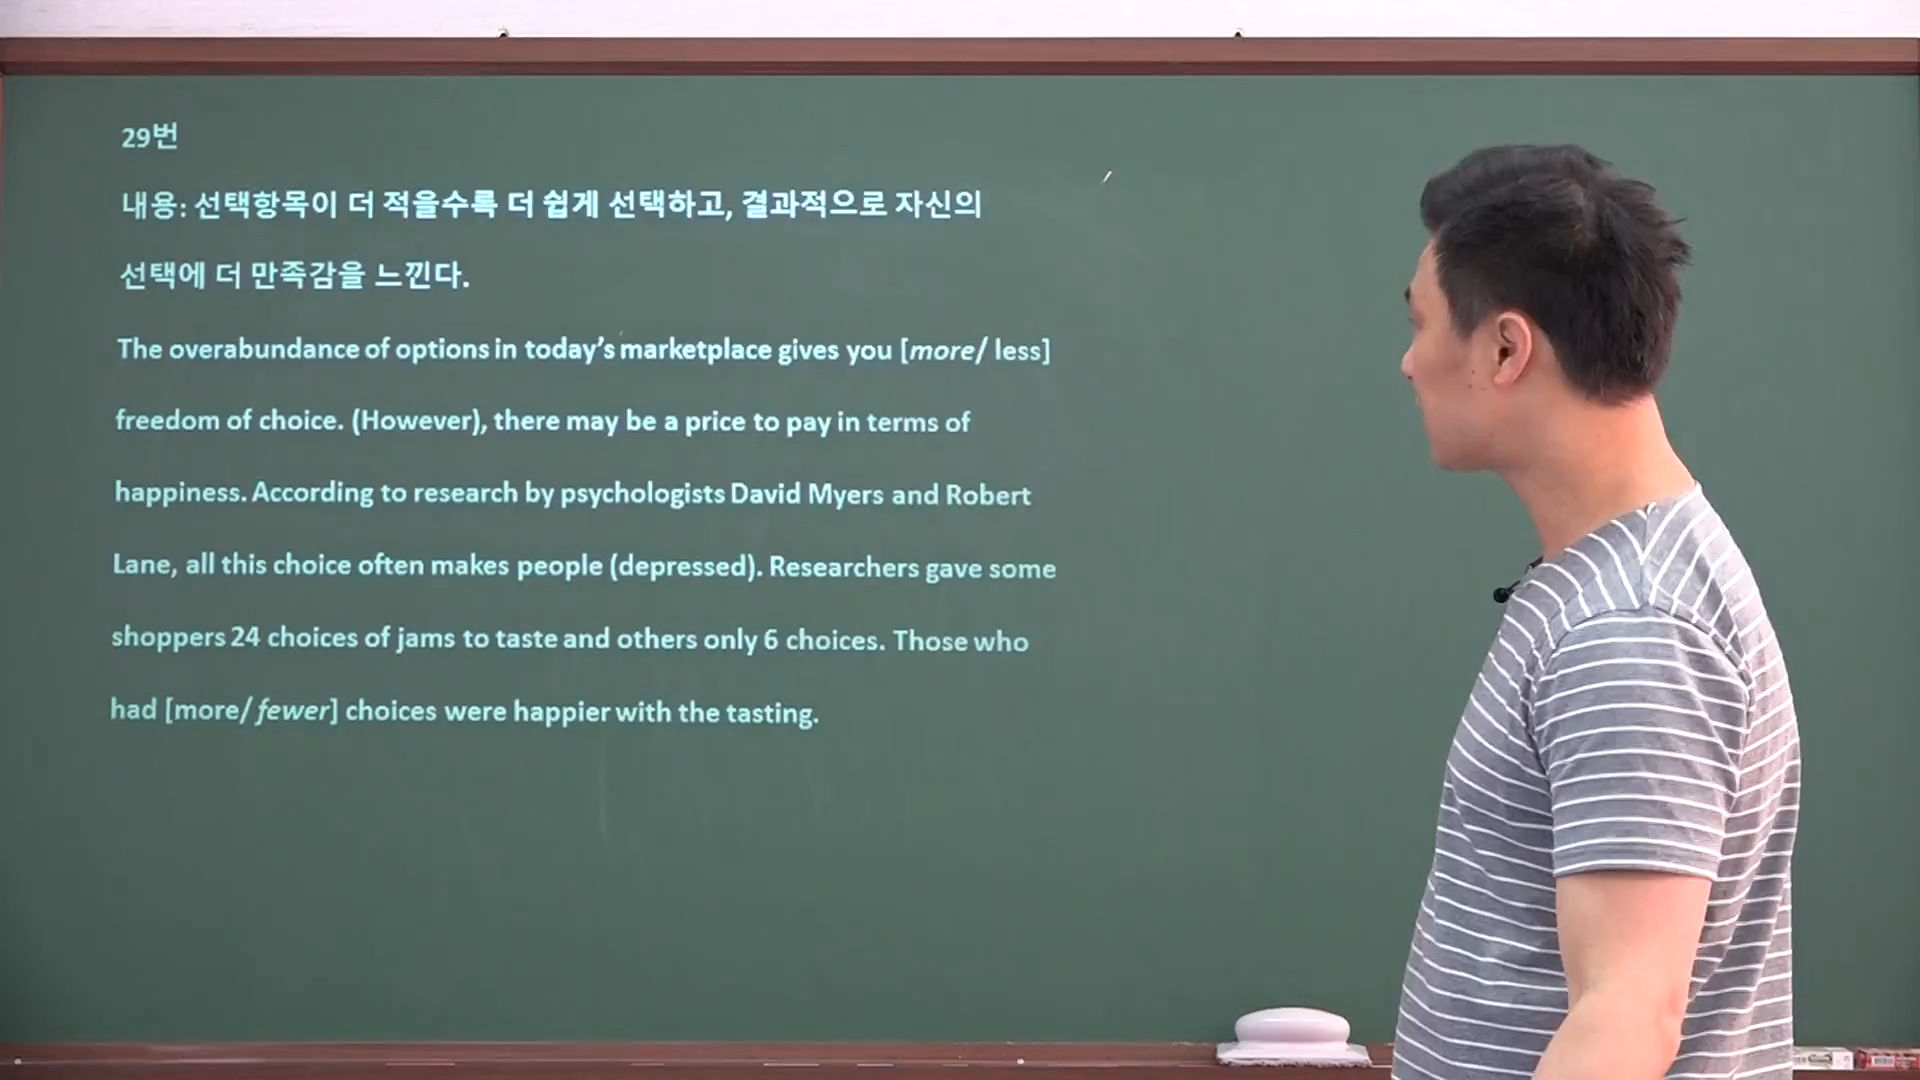 29번
내용: 선택항목이 더 적을수록 더 쉽게 선택하고, 결과적으로 자신의
선택에 더 만족감을 느낀다.
The overabundance of options in today’s marketplace gives you [more/ less]
freedom of choice. (However), there may be a price to pay in terms of
happiness. According to research by psychologists David Myers and Robert
Lane, all this choice often makes people (depressed). Researchers gave some
shoppers 24 choices of jams to taste and others only 6 choices. Those who
had [more/ fewer] choices were happier with the tasting.